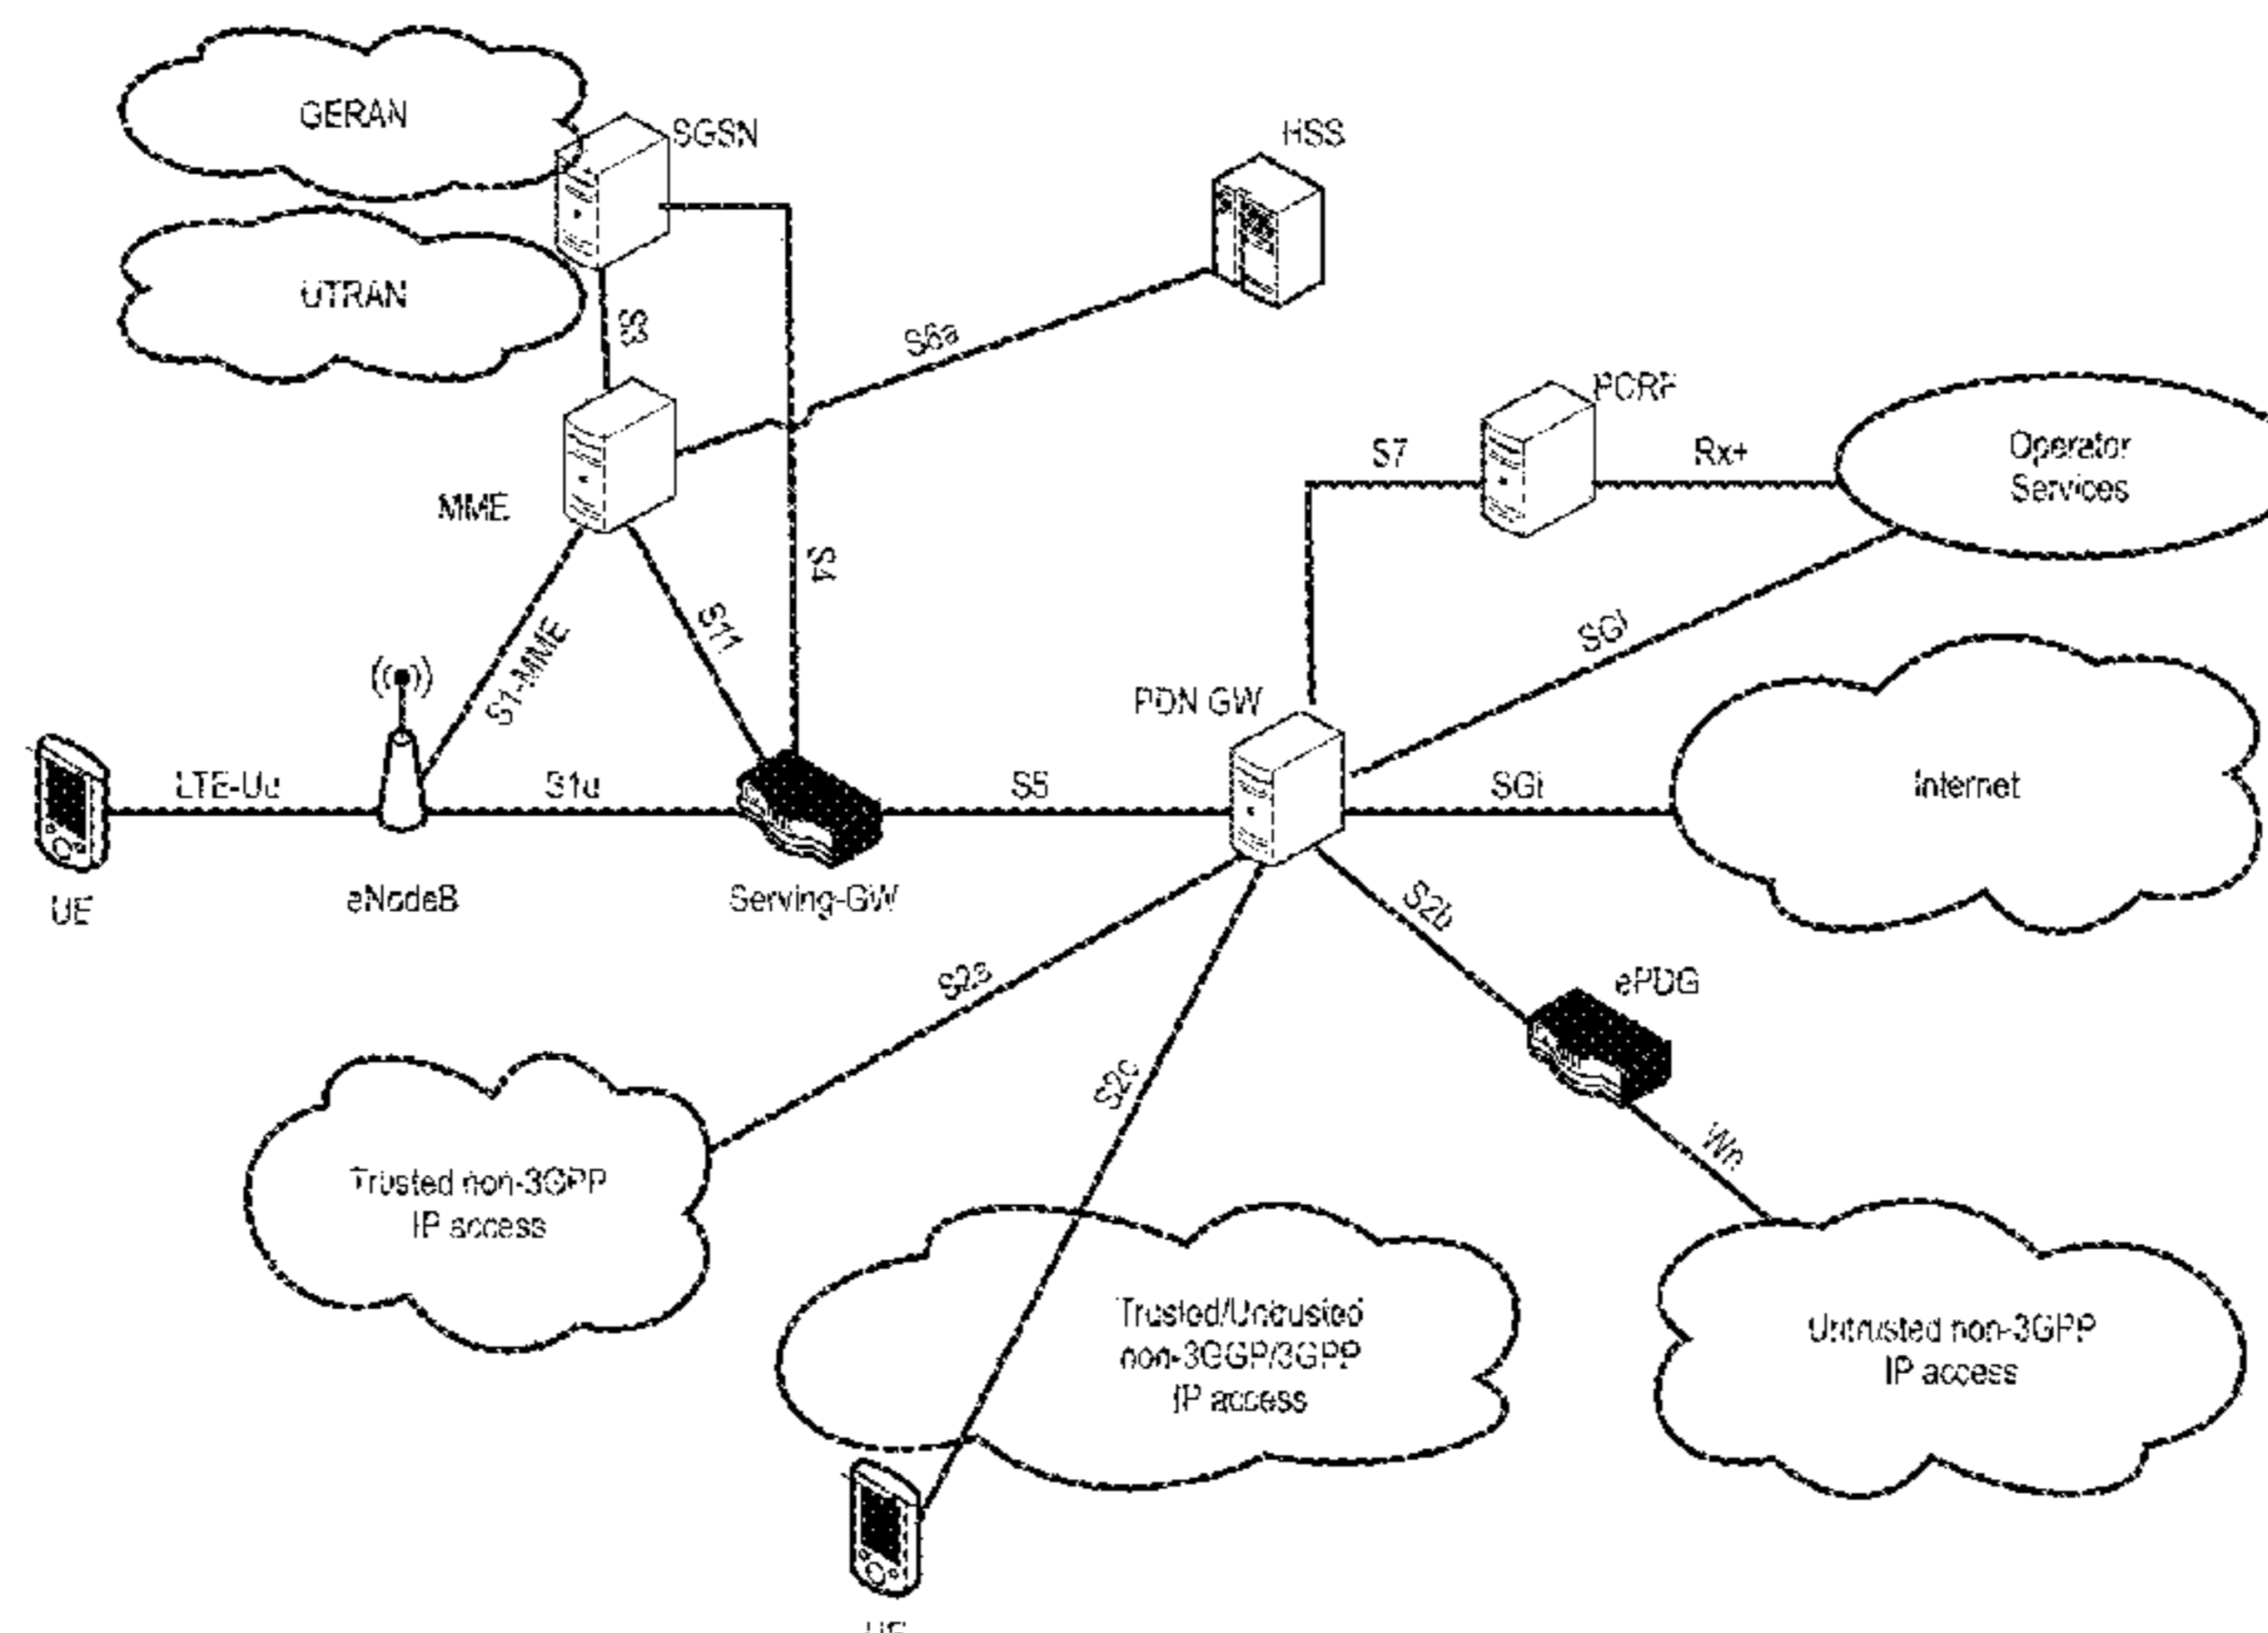 GERAN
SGSN
HSS
UTRAN
S3
S6a
PCRF
S7
Rx+
Operator
Services
MME
S4
S11
S1-MME
SGi
PDN GW
LTE-Uu
S1u
S5
SGi
Internet
UE
eNodeB
Serving-GW
S2b
S2a
ePDG
S2c
Wn
Trusted non-3GPP
IP access
Trusted/Untrusted
non-3GGP/3GPP
IP access
Untrusted non-3GPP
IP access
UE